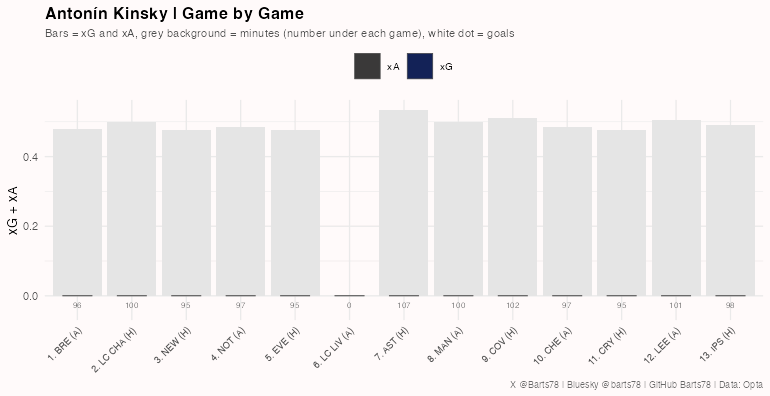 Antonín Kinsky | Game by Game
Bars = xG and xA, grey background = minutes (number under each game), white dot = goals
xA xG
xG + xA
0.4
0.2
0.0
96 100 95 97 95 0 107 100 102 97 95 101 98
1. BRE (A)
2. LC CHA (H)
3. NEW (H)
4. NOT (A)
5. EVE (H)
6. LC LIV (A)
7. AST (H)
8. MAN (A)
9. COV (H)
10. CHE (A)
11. CRY (H)
12. LEE (A)
13. IPS (H)
X @Barts78 | Bluesky @barts78 | GitHub Barts78 | Data: Opta